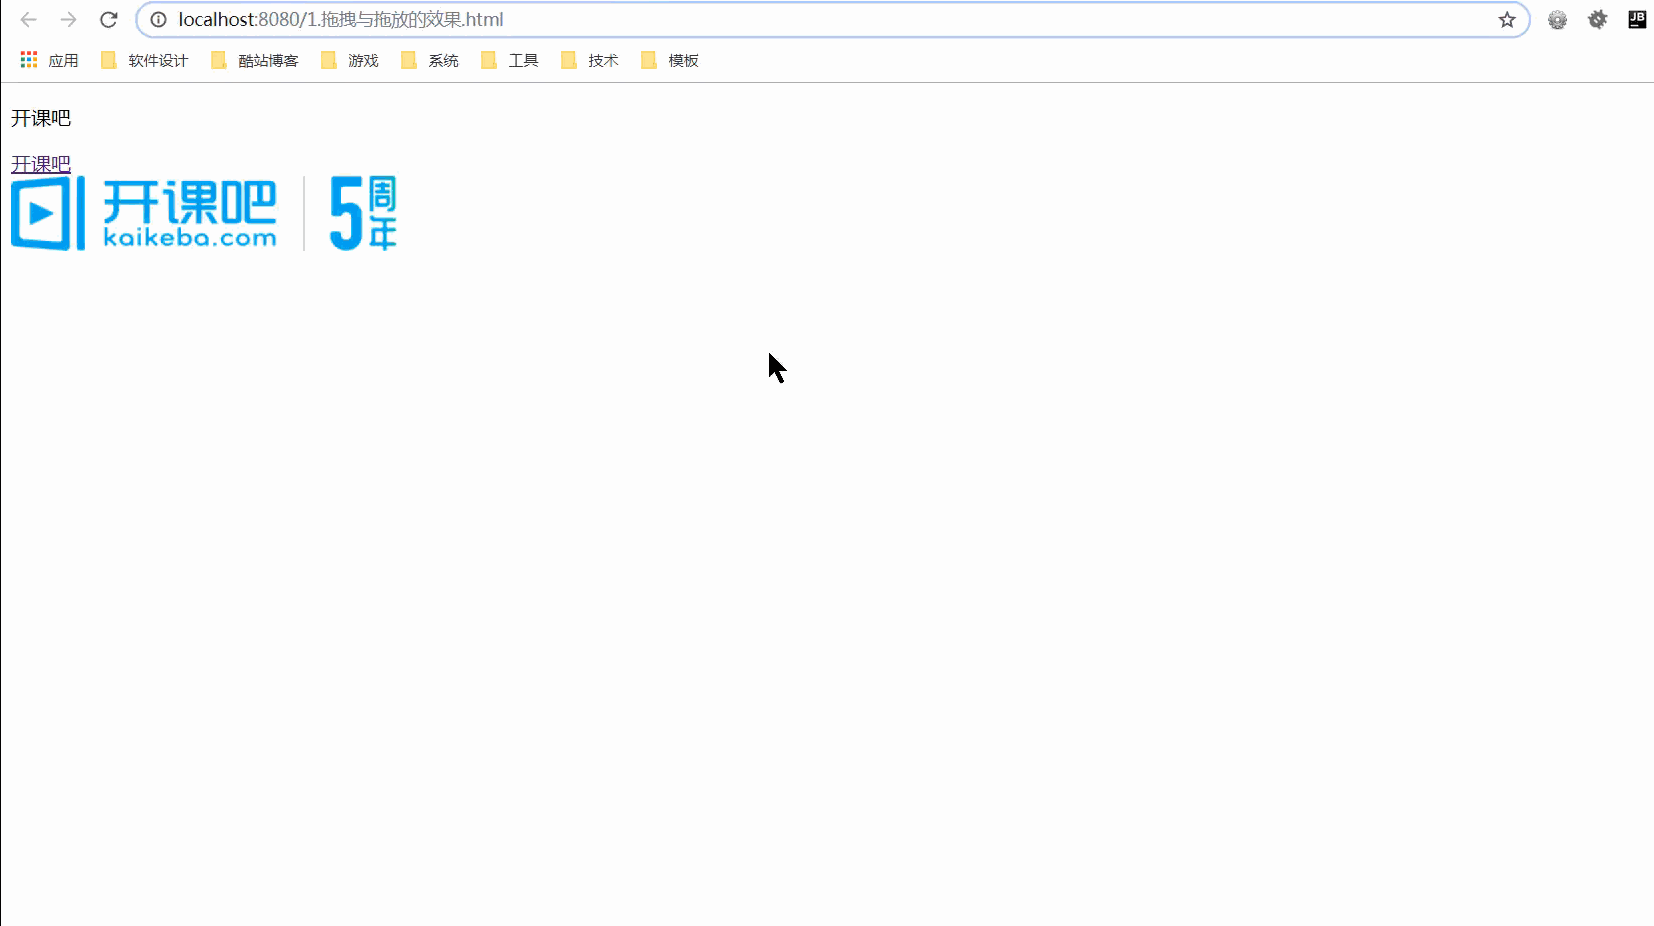 localhost:8080/1.拖拽与拖放的效果.html
JB
应用 软件设计 酷站博客 游戏 系统 工具 技术 模板
开课吧
开课吧
开课吧 5周年
kaikeba.com